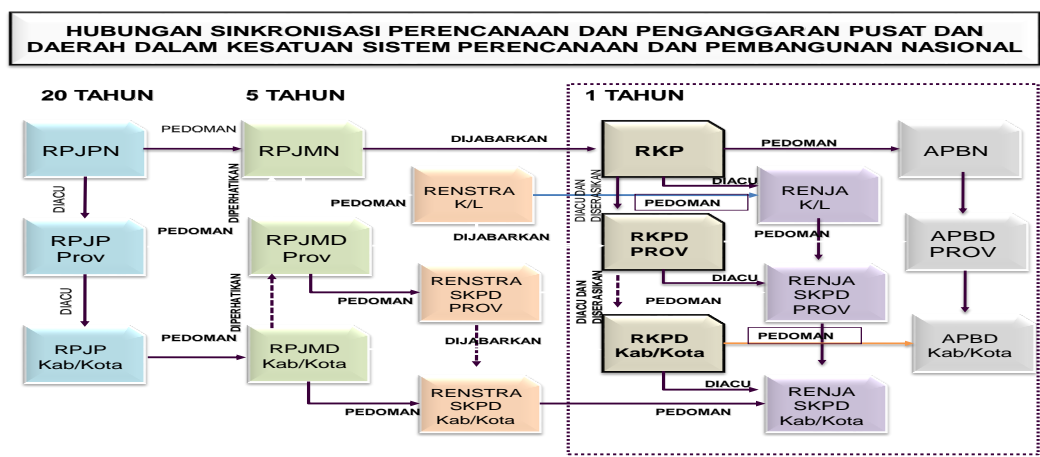 HUBUNGAN SINKRONISASI PERENCANAAN DAN PENGANGGARAN PUSAT DAN
DAERAH DALAM KESATUAN SISTEM PERENCANAAN DAN PEMBANGUNAN NASIONAL
20 TAHUN
5 TAHUN
1 TAHUN
RPJPN
PEDOMAN
RPJMN
DIJABARKAN
RKP
PEDOMAN
APBN
DIACU
DIPERHATIKAN
PEDOMAN
RENSTRA
K/L
DIACU DAN
DISERASIKAN
DIACU
PEDOMAN
RENJA
K/L
RPJP
Prov
PEDOMAN
RPJMD
Prov
DIJABARKAN
RKPD
PROV
PEDOMAN
APBD
PROV
DIACU
DIPERHATIKAN
PEDOMAN
RENSTRA
SKPD
PROV
DIACU DAN
DISERASIKAN
DIACU
PEDOMAN
RENJA
SKPD
PROV
RPJP
Kab/Kota
PEDOMAN
RPJMD
Kab/Kota
DIJABARKAN
RKPD
Kab/Kota
PEDOMAN
APBD
Kab/Kota
PEDOMAN
RENSTRA
SKPD
Kab/Kota
PEDOMAN
DIACU
RENJA
SKPD
Kab/Kota